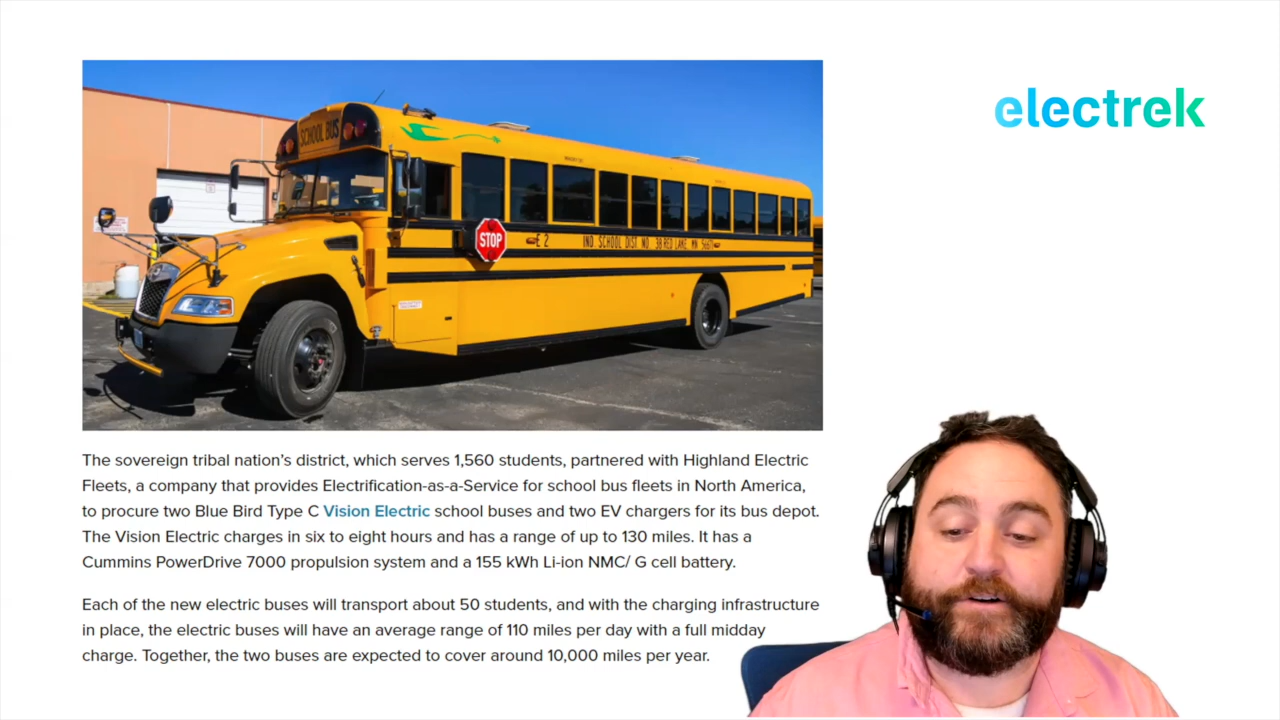 electrek
SCHOOL BUS
STOP
E 2
IND. SCHOOL DIST. NO. 38 RED LAKE, MN 56671
The sovereign tribal nation’s district, which serves 1,560 students, partnered with Highland Electric
Fleets, a company that provides Electrification-as-a-Service for school bus fleets in North America,
to procure two Blue Bird Type C Vision Electric school buses and two EV chargers for its bus depot.
The Vision Electric charges in six to eight hours and has a range of up to 130 miles. It has a
Cummins PowerDrive 7000 propulsion system and a 155 kWh Li-ion NMC/ G cell battery.
Each of the new electric buses will transport about 50 students, and with the charging infrastructure
in place, the electric buses will have an average range of 110 miles per day with a full midday
charge. Together, the two buses are expected to cover around 10,000 miles per year.